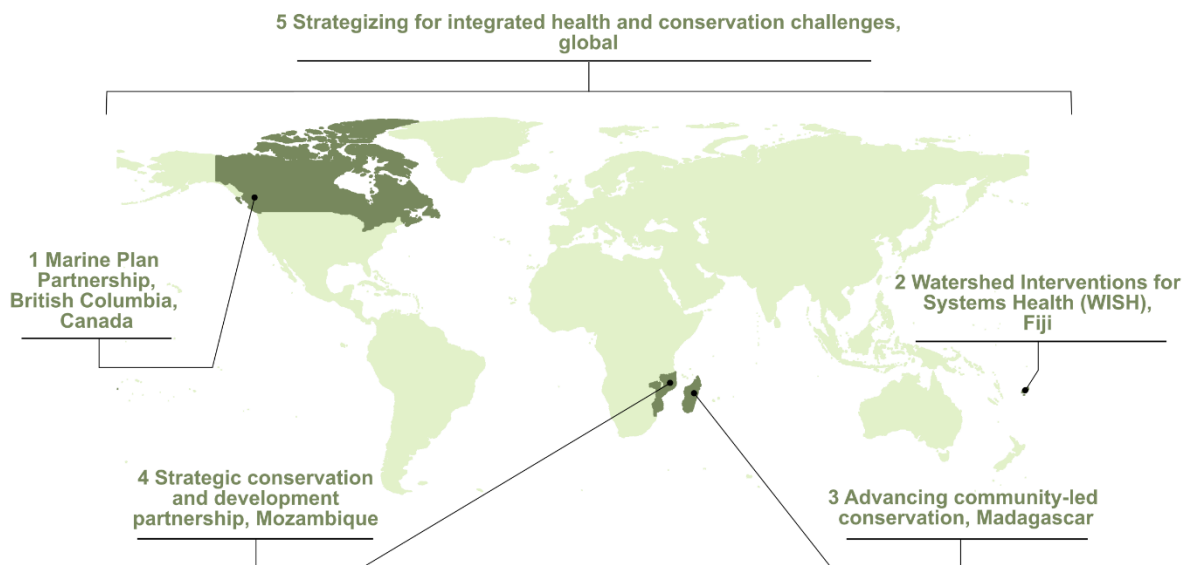 5 Strategizing for integrated health and conservation challenges,
global
1 Marine Plan
Partnership,
British Columbia,
Canada
2 Watershed Interventions for
Systems Health (WISH),
Fiji
4 Strategic conservation
and development
partnership, Mozambique
3 Advancing community-led
conservation, Madagascar